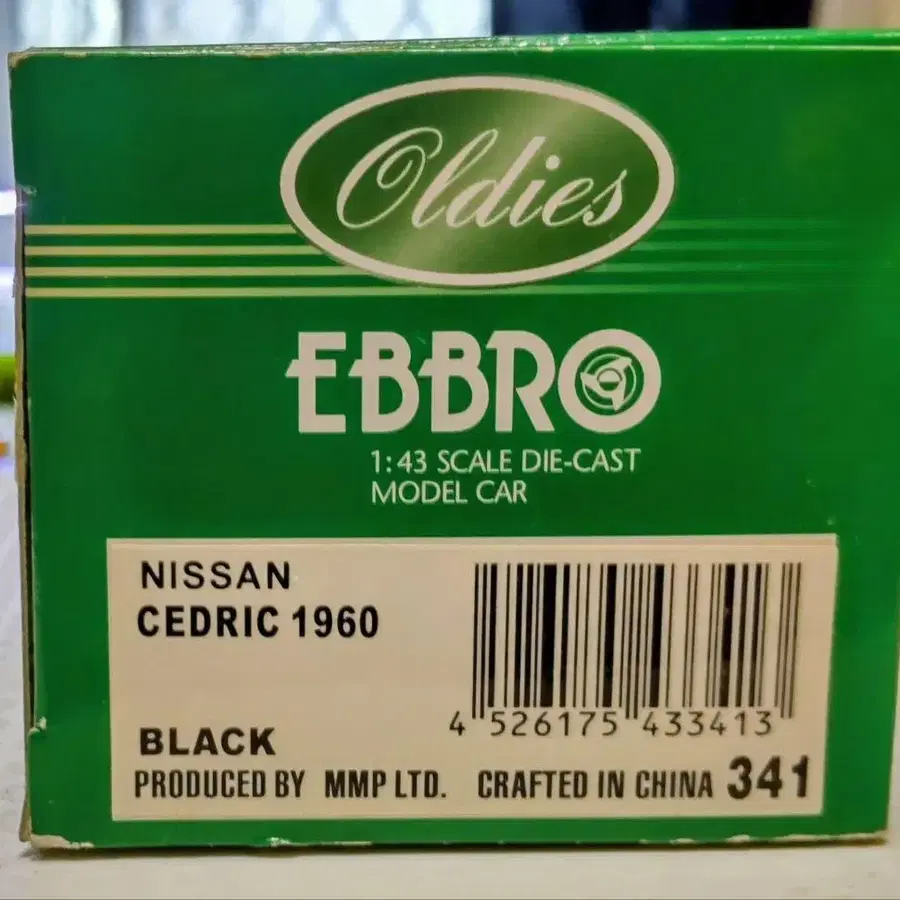 Oldies
EBBRO
1:43 SCALE DIE-CAST
MODEL CAR
NISSAN
CEDRIC 1960
4 526175 433413
BLACK
PRODUCED BY MMP LTD. CRAFTED IN CHINA 341